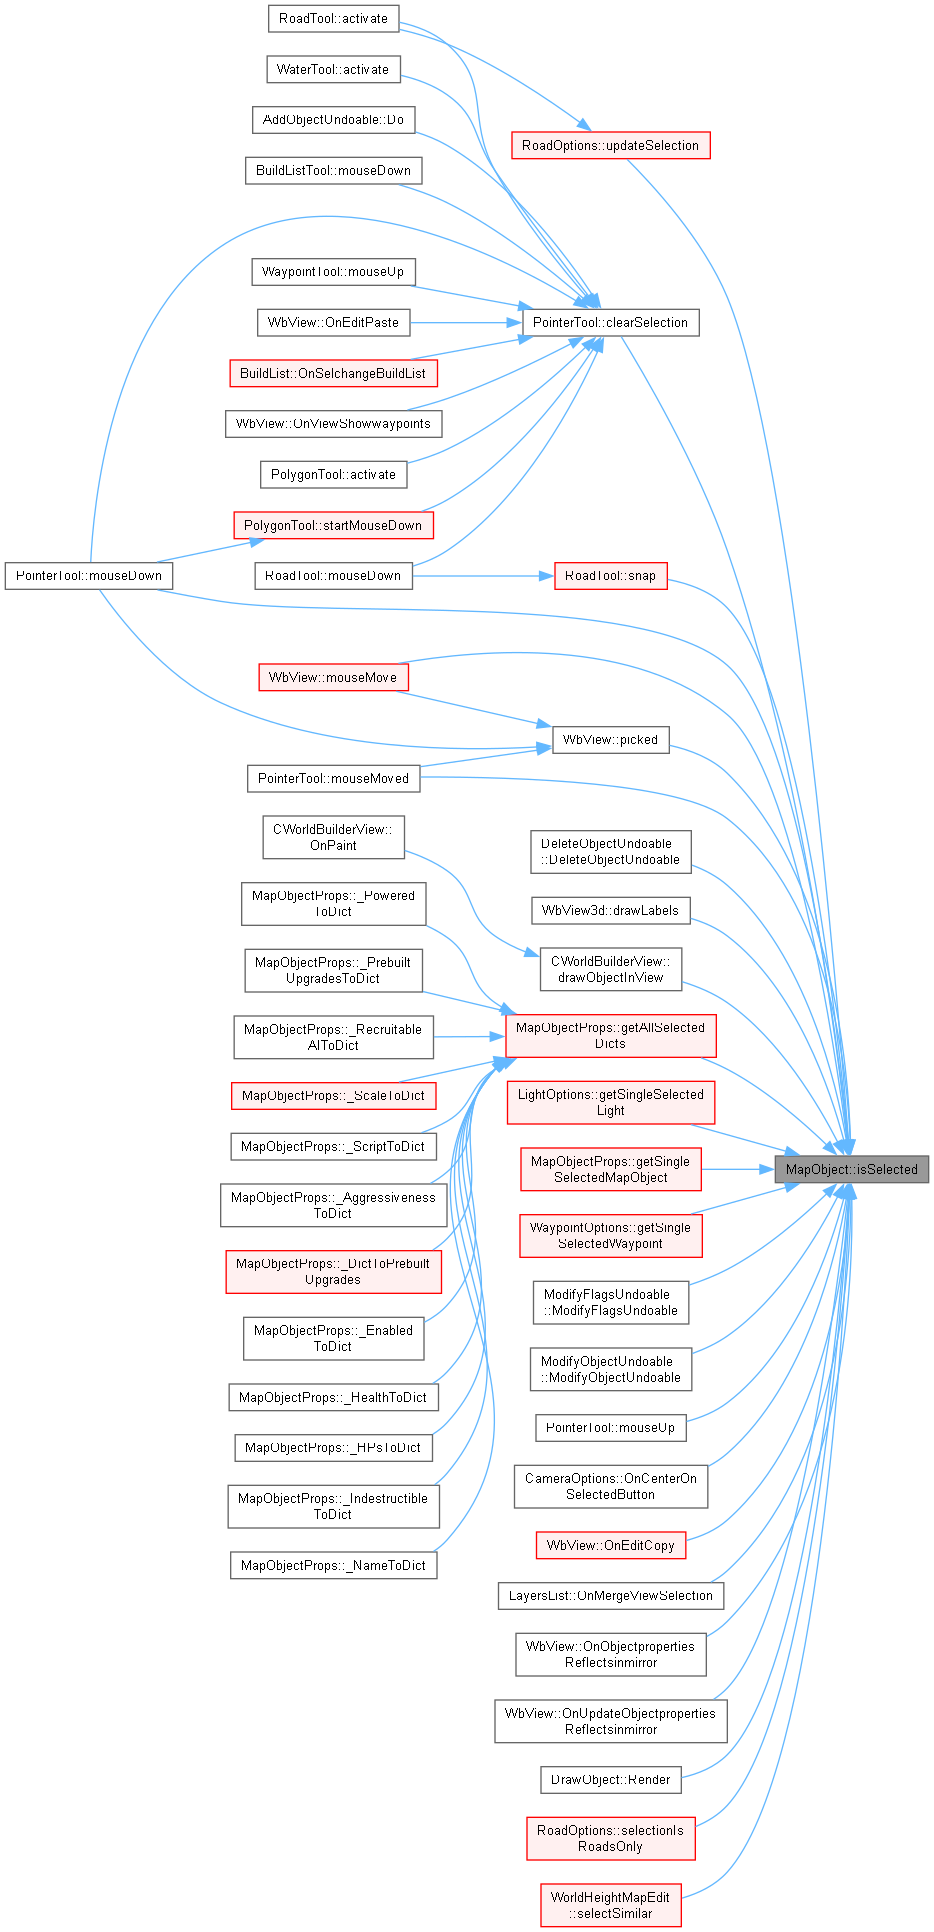 RoadTool::activate
WaterTool::activate
AddObjectUndoable::Do
RoadOptions::updateSelection
BuildListTool::mouseDown
WaypointTool::mouseUp
WbView::OnEditPaste
PointerTool::clearSelection
BuildList::OnSelchangeBuildList
WbView::OnViewShowwaypoints
PolygonTool::activate
PolygonTool::startMouseDown
PointerTool::mouseDown
RoadTool::mouseDown
RoadTool::snap
WbView::mouseMove
WbView::picked
PointerTool::mouseMoved
CWorldBuilderView::
OnPaint
DeleteObjectUndoable
::DeleteObjectUndoable
MapObjectProps::_Powered
ToDict
WbView3d::drawLabels
MapObjectProps::_Prebuilt
UpgradesToDict
CWorldBuilderView::
drawObjectInView
MapObjectProps::_Recruitable
AIToDict
MapObjectProps::getAllSelected
Dicts
MapObjectProps::_ScaleToDict
LightOptions::getSingleSelected
Light
MapObjectProps::_ScriptToDict
MapObjectProps::getSingle
SelectedMapObject
MapObject::isSelected
MapObjectProps::_Aggressiveness
ToDict
WaypointOptions::getSingle
SelectedWaypoint
MapObjectProps::_DictToPrebuilt
Upgrades
ModifyFlagsUndoable
::ModifyFlagsUndoable
MapObjectProps::_Enabled
ToDict
ModifyObjectUndoable
::ModifyObjectUndoable
MapObjectProps::_HealthToDict
PointerTool::mouseUp
MapObjectProps::_HPsToDict
CameraOptions::OnCenterOn
SelectedButton
MapObjectProps::_Indestructible
ToDict
WbView::OnEditCopy
MapObjectProps::_NameToDict
LayersList::OnMergeViewSelection
WbView::OnObjectproperties
Reflectsinmirror
WbView::OnUpdateObjectproperties
Reflectsinmirror
DrawObject::Render
RoadOptions::selectionIs
RoadsOnly
WorldHeightMapEdit
::selectSimilar